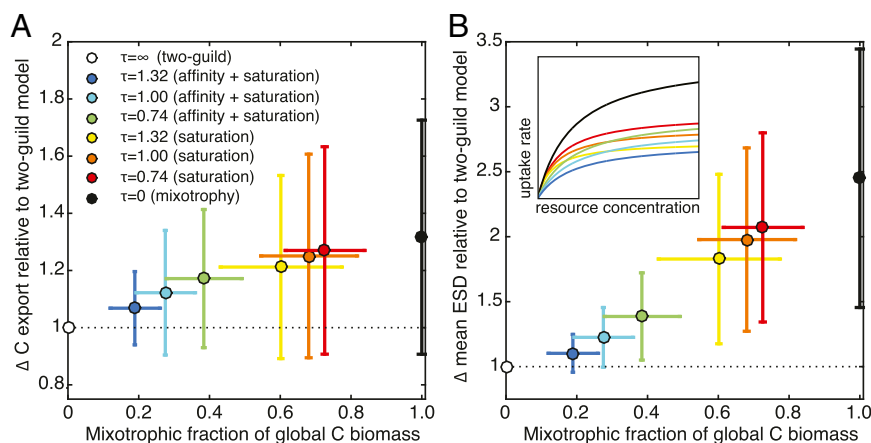 A
Δ C export relative to two-guild model
2
1.8
1.6
1.4
1.2
1
0.8
τ=∞ (two-guild)
τ=1.32 (affinity + saturation)
τ=1.00 (affinity + saturation)
τ=0.74 (affinity + saturation)
τ=1.32 (saturation)
τ=1.00 (saturation)
τ=0.74 (saturation)
τ=0 (mixotrophy)
0 0.2 0.4 0.6 0.8 1.0
Mixotrophic fraction of global C biomass
B
Δ mean ESD relative to two-guild model
3.5
3
2.5
2
1.5
1
uptake rate
resource concentration
0 0.2 0.4 0.6 0.8 1.0
Mixotrophic fraction of global C biomass